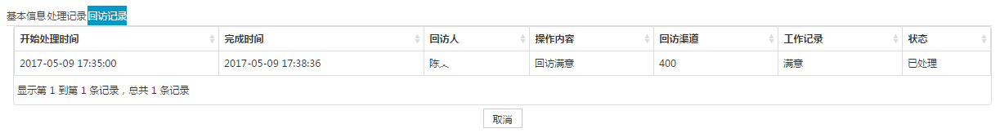 基本信息 处理记录 回访记录
开始处理时间 完成时间 回访人 操作内容 回访渠道 工作记录 状态
2017-05-09 17:35:00 2017-05-09 17:38:36 陈 回访满意 400 满意 已处理
显示第 1 到第 1 条记录，总共 1 条记录
取消